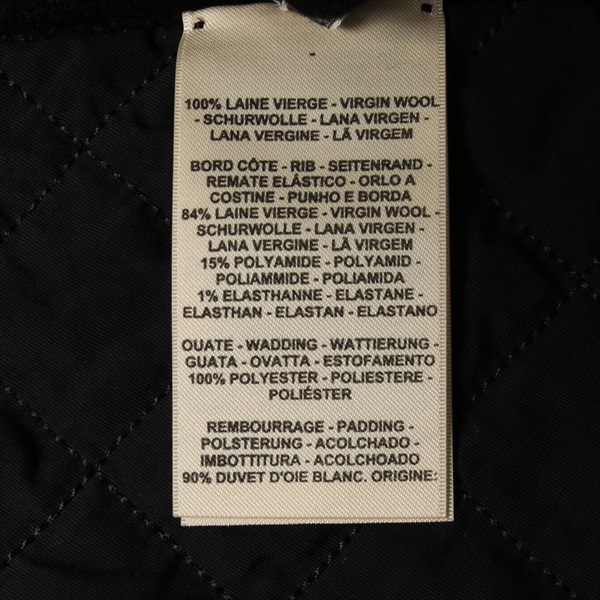 100% LAINE VIERGE - VIRGIN WOOL
- SCHURWOLLE - LANA VIRGEN -
LANA VERGINE - LÃ VIRGEM
BORD CÔTE - RIB - SEITENRAND -
REMATE ELÁSTICO - ORLO A
COSTINE - PUNHO E BORDA
84% LAINE VIERGE - VIRGIN WOOL -
SCHURWOLLE - LANA VIRGEN -
LANA VERGINE - LÃ VIRGEM
15% POLYAMIDE - POLYAMID -
POLIAMMIDE - POLIAMIDA
1% ELASTHANNE - ELASTANE -
ELASTHAN - ELASTAN - ELASTANO
OUATE - WADDING - WATTIERUNG -
GUATA - OVATTA - ESTOFAMENTO
100% POLYESTER - POLIESTERE -
POLIÉSTER
REMBOURRAGE - PADDING -
POLSTERUNG - ACOLCHADO -
IMBOTTITURA - ACOLCHOADO
90% DUVET D'OIE BLANC. ORIGINE: